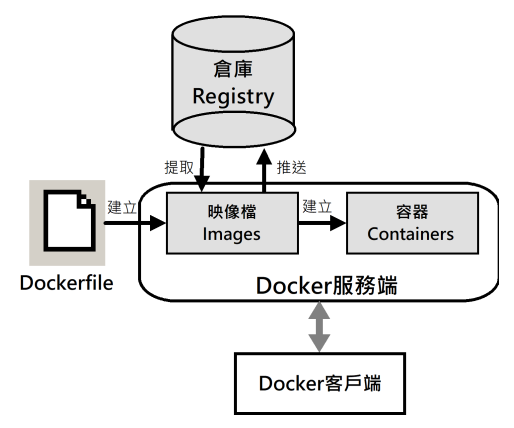 倉庫
Registry
提取
推送
建立
映像檔
Images
建立
容器
Containers
Dockerfile
Docker服務端
Docker客戶端